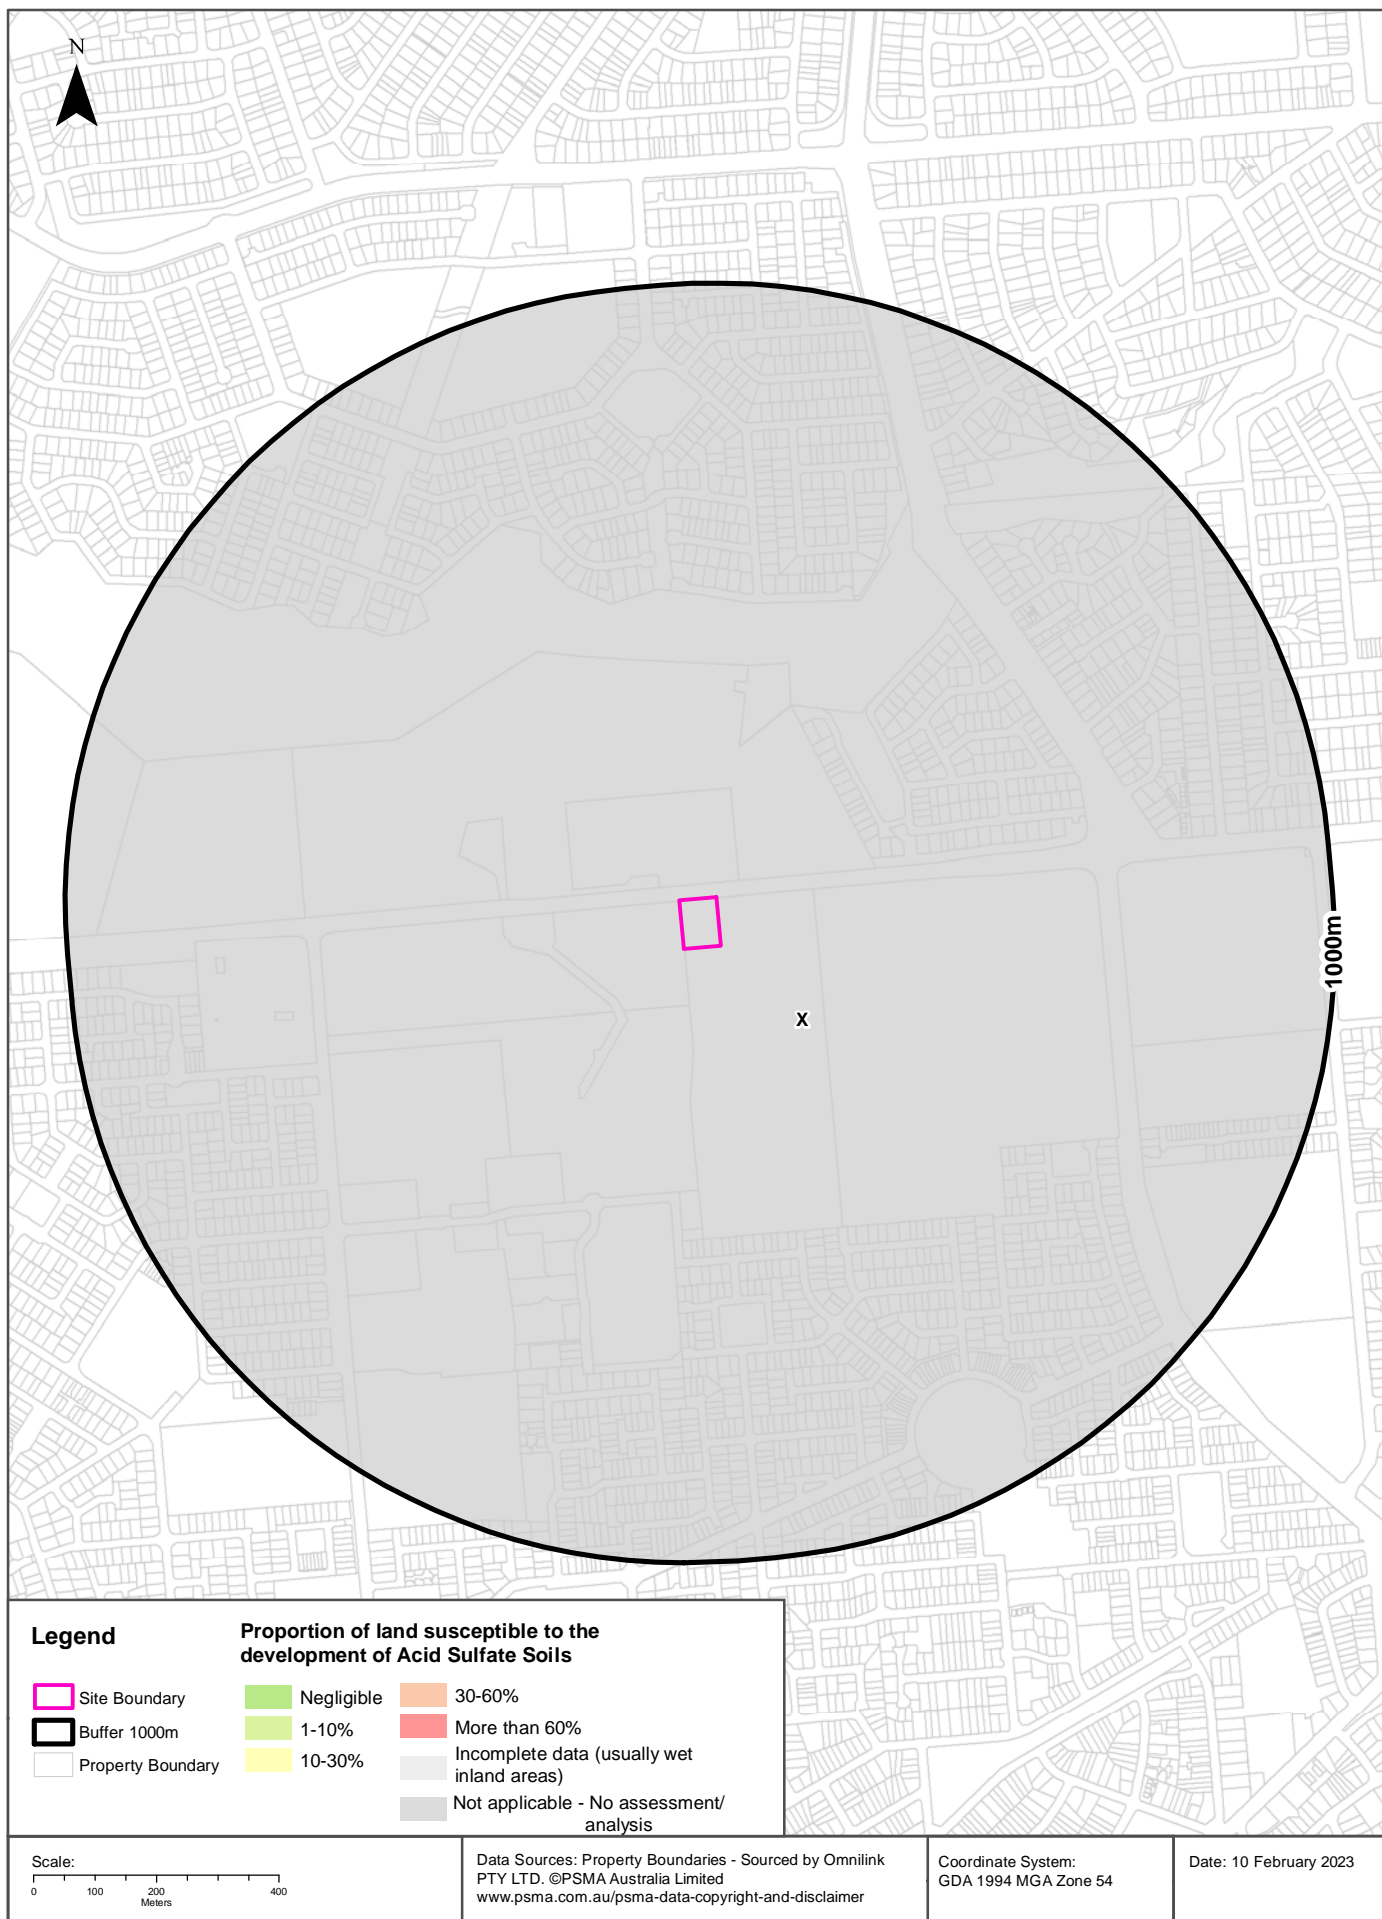 N
1000m
X
Legend
Site Boundary
Buffer 1000m
Property Boundary
Proportion of land susceptible to the
development of Acid Sulfate Soils
Negligible
1-10%
10-30%
30-60%
More than 60%
Incomplete data (usually wet
inland areas)
Not applicable - No assessment/
analysis
Scale:
0 100 200 400
Meters
Data Sources: Property Boundaries - Sourced by Omnilink
PTY LTD. ©PSMA Australia Limited
www.psma.com.au/psma-data-copyright-and-disclaimer
Coordinate System:
GDA 1994 MGA Zone 54
Date: 10 February 2023